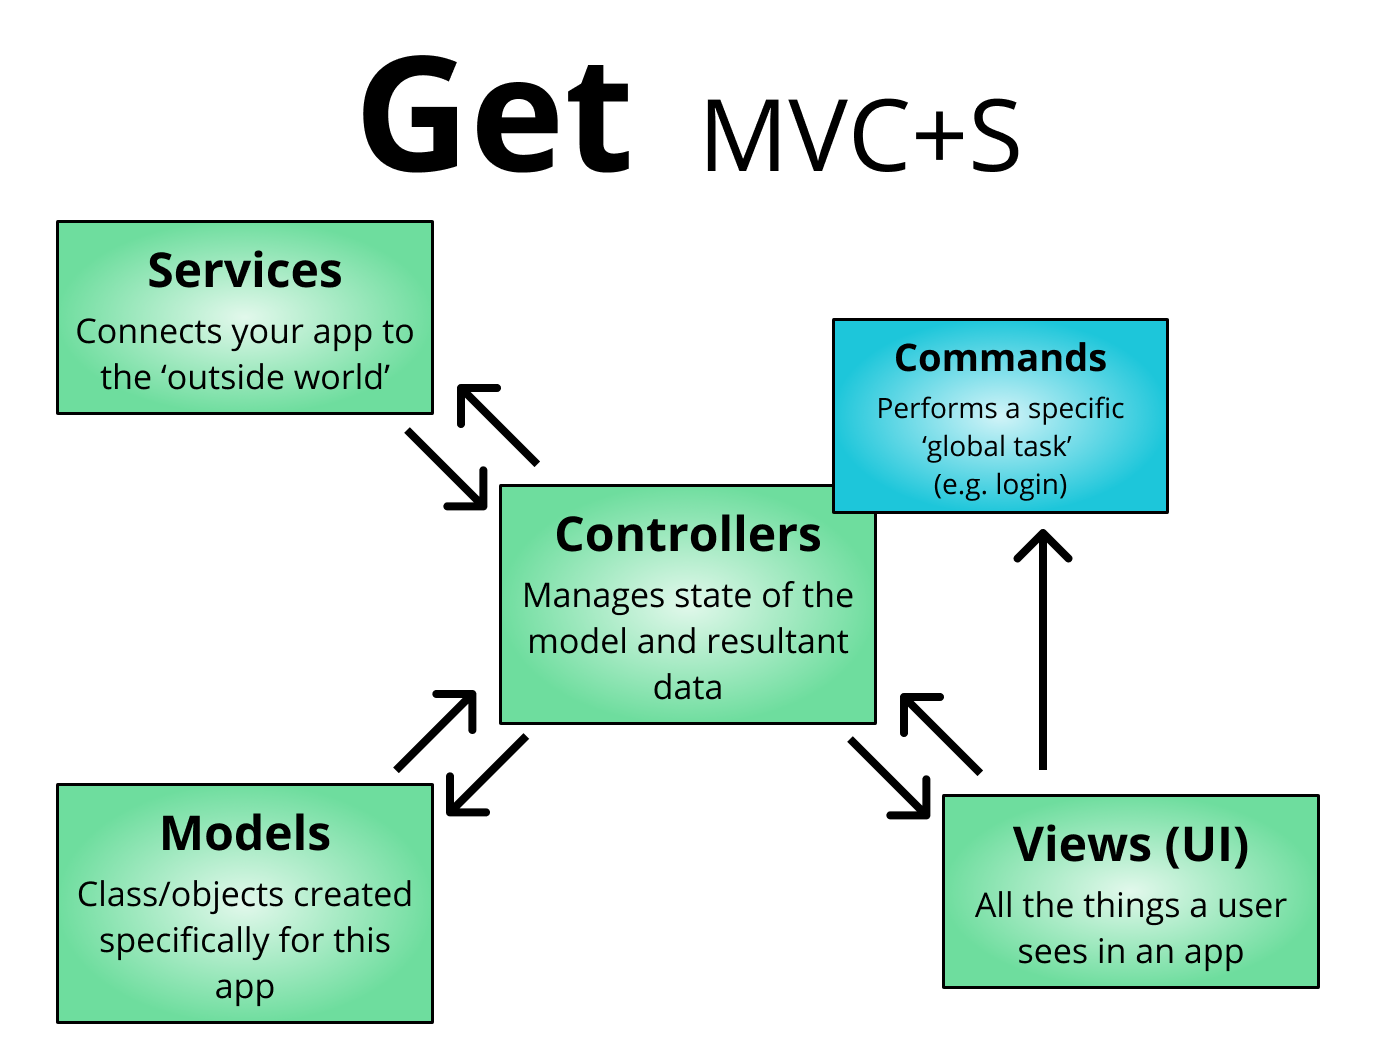 Get MVC+S
Services
Connects your app to
the ‘outside world’
Commands
Performs a specific
‘global task’
(e.g. login)
Controllers
Manages state of the
model and resultant
data
Models
Class/objects created
specifically for this
app
Views (UI)
All the things a user
sees in an app